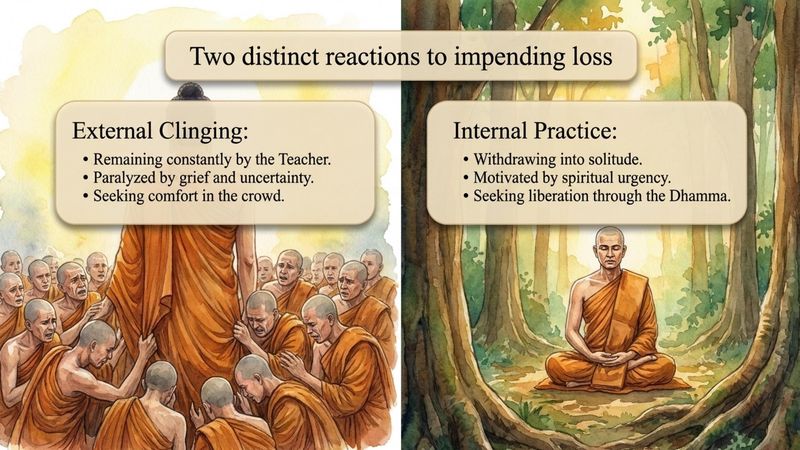 Two distinct reactions to impending loss
External Clinging:
• Remaining constantly by the Teacher.
• Paralyzed by grief and uncertainty.
• Seeking comfort in the crowd.
Internal Practice:
• Withdrawing into solitude.
• Motivated by spiritual urgency.
• Seeking liberation through the Dhamma.